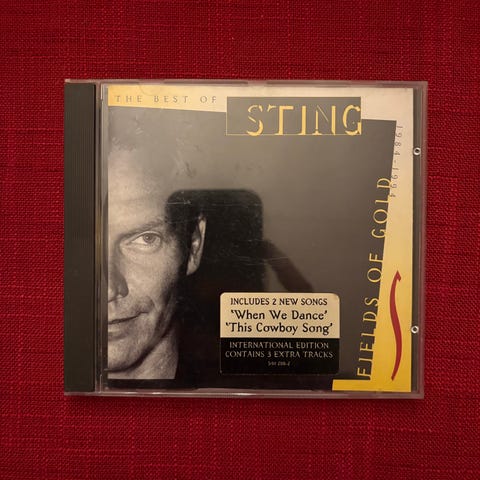 THE BEST OF
STING
1984-1994
FIELDS OF GOLD
INCLUDES 2 NEW SONGS
'When We Dance'
'This Cowboy Song'
INTERNATIONAL EDITION
CONTAINS 3 EXTRA TRACKS